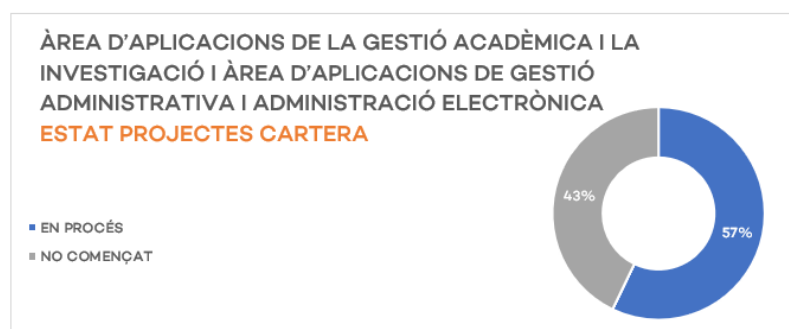 ÀREA D'APLICACIONS DE LA GESTIÓ ACADÈMICA I LA
INVESTIGACIÓ I ÀREA D'APLICACIONS DE GESTIÓ
ADMINISTRATIVA I ADMINISTRACIÓ ELECTRÒNICA
ESTAT PROJECTES CARTERA
43%
57%
EN PROCÉS
NO COMENÇAT